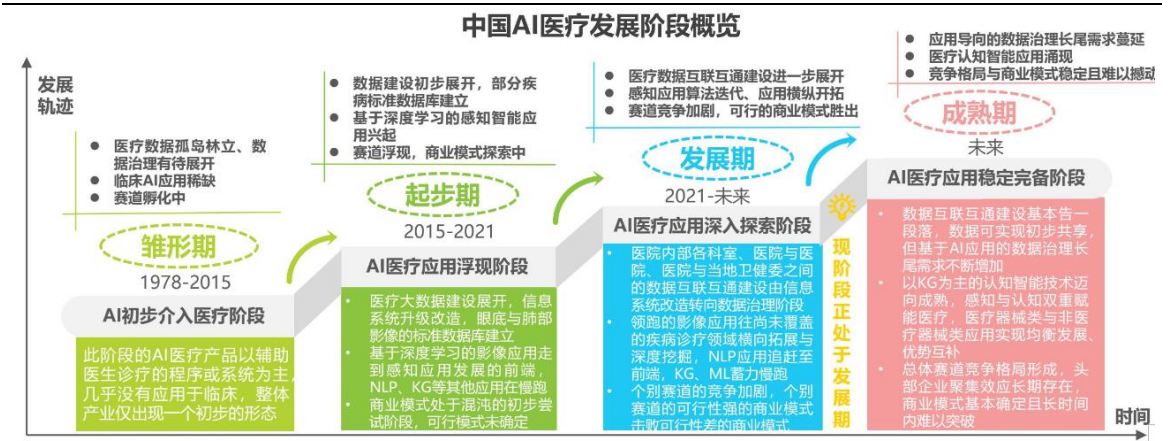 中国AI医疗发展阶段概览
发展
轨迹
医疗数据孤岛林立、数
据治理有待展开
临床AI应用稀缺
赛道孵化中
雏形期
1978-2015
AI初步介入医疗阶段
此阶段的AI医疗产品以辅助
医生诊疗的程序或系统为主，
几乎没有应用于临床，整体
产业仅出现一个初步的形态
数据建设初步展开，部分疾
病标准数据库建立
基于深度学习的感知智能应
用兴起
赛道浮现，商业模式探索中
起步期
2015-2021
AI医疗应用浮现阶段
医疗大数据建设展开，信息
系统升级改造，眼底与肺部
影像的标准数据库建立
基于深度学习的影像应用走
到感知应用发展的前端，
NLP、KG等其他应用在慢跑
商业模式处于混沌的初步尝
试阶段，可行模式未确定
医疗数据互联互通建设进一步展开
感知应用算法迭代、应用横纵开拓
赛道竞争加剧，可行的商业模式胜出
发展期
2021-未来
AI医疗应用深入探索阶段
医院内部各科室、医院与医
院、医院与当地卫健委之间
的数据互联互通建设由信息
系统改造转向数据治理阶段
领跑的影像应用往尚未覆盖
的疾病诊疗领域横向拓展与
深度挖掘，NLP应用追赶至
前端，KG、ML蓄力慢跑
个别赛道的竞争加剧，个别
赛道的可行性强的商业模式
击败可行性差的商业模式
现阶段正处于发展期
应用导向的数据治理长尾需求蔓延
医疗认知智能应用涌现
竞争格局与商业模式稳定且难以撼动
成熟期
未来
AI医疗应用稳定完备阶段
数据互联互通建设基本告一
段落，数据可实现初步共享，
但基于AI应用的数据治理长
尾需求不断增加
以KG为主的认知智能技术迈
向成熟，感知与认知双重赋
能医疗，医疗器械类与非医
疗器械类应用实现均衡发展、
优势互补
总体赛道竞争格局形成，头
部企业聚集效应长期存在，
商业模式基本确定且长时间
内难以突破
时间